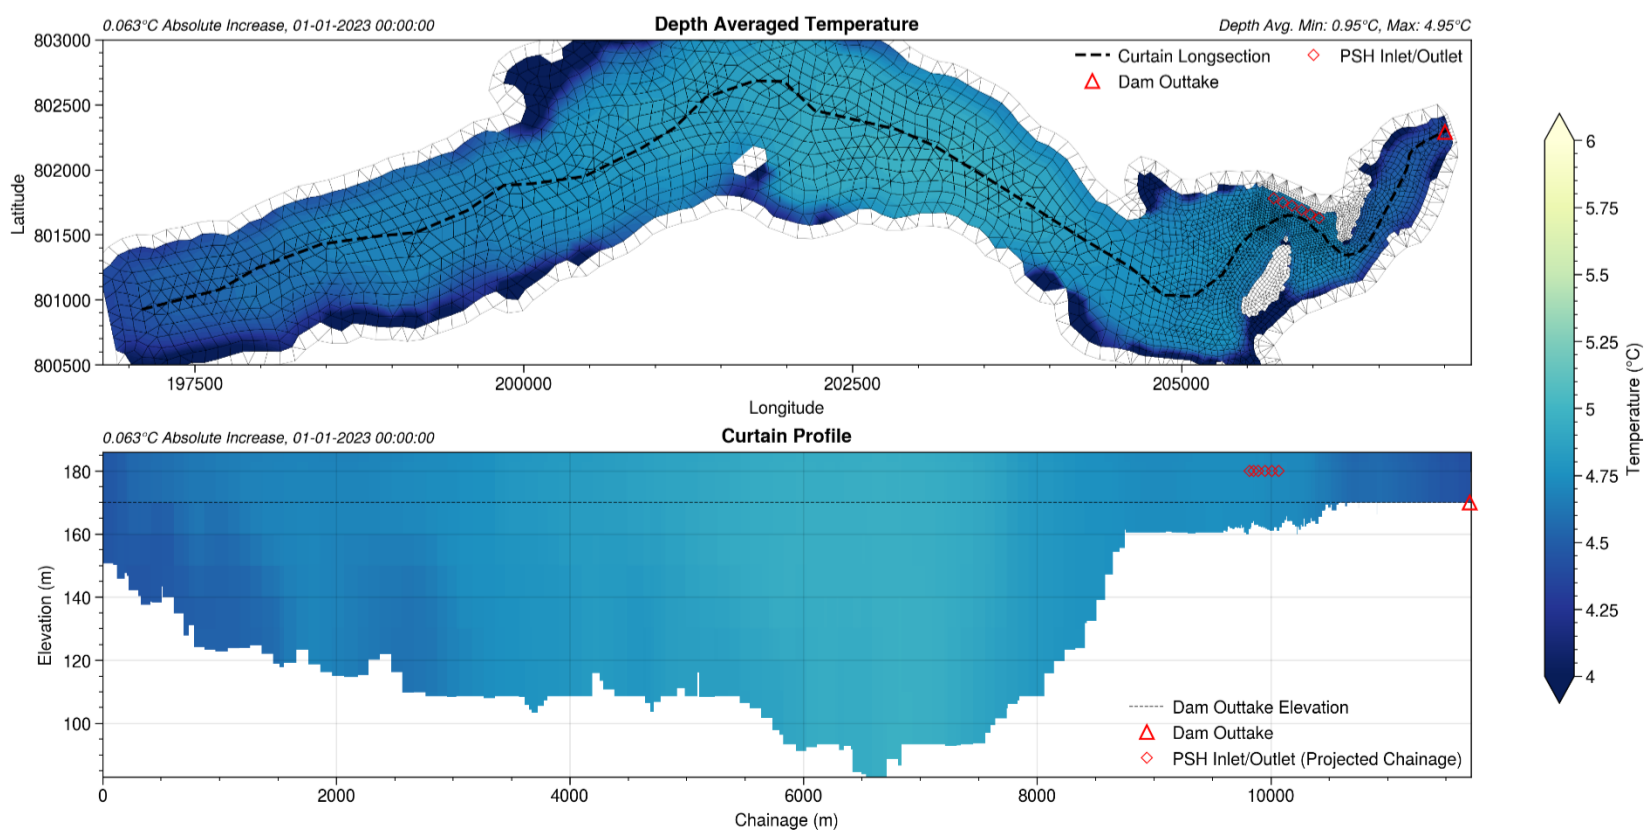 0.063°C Absolute Increase, 01-01-2023 00:00:00
Depth Averaged Temperature
Depth Avg. Min: 0.95°C, Max: 4.95°C
803000
802500
802000
801500
801000
800500
Latitude
Curtain Longsection
PSH Inlet/Outlet
Dam Outtake
197500
200000
202500
205000
Longitude
0.063°C Absolute Increase, 01-01-2023 00:00:00
Curtain Profile
180
160
140
120
100
Elevation (m)
Dam Outtake Elevation
Dam Outtake
PSH Inlet/Outlet (Projected Chainage)
0
2000
4000
6000
8000
10000
Chainage (m)
6
5.75
5.5
5.25
5
4.75
4.5
4.25
4
Temperature (°C)